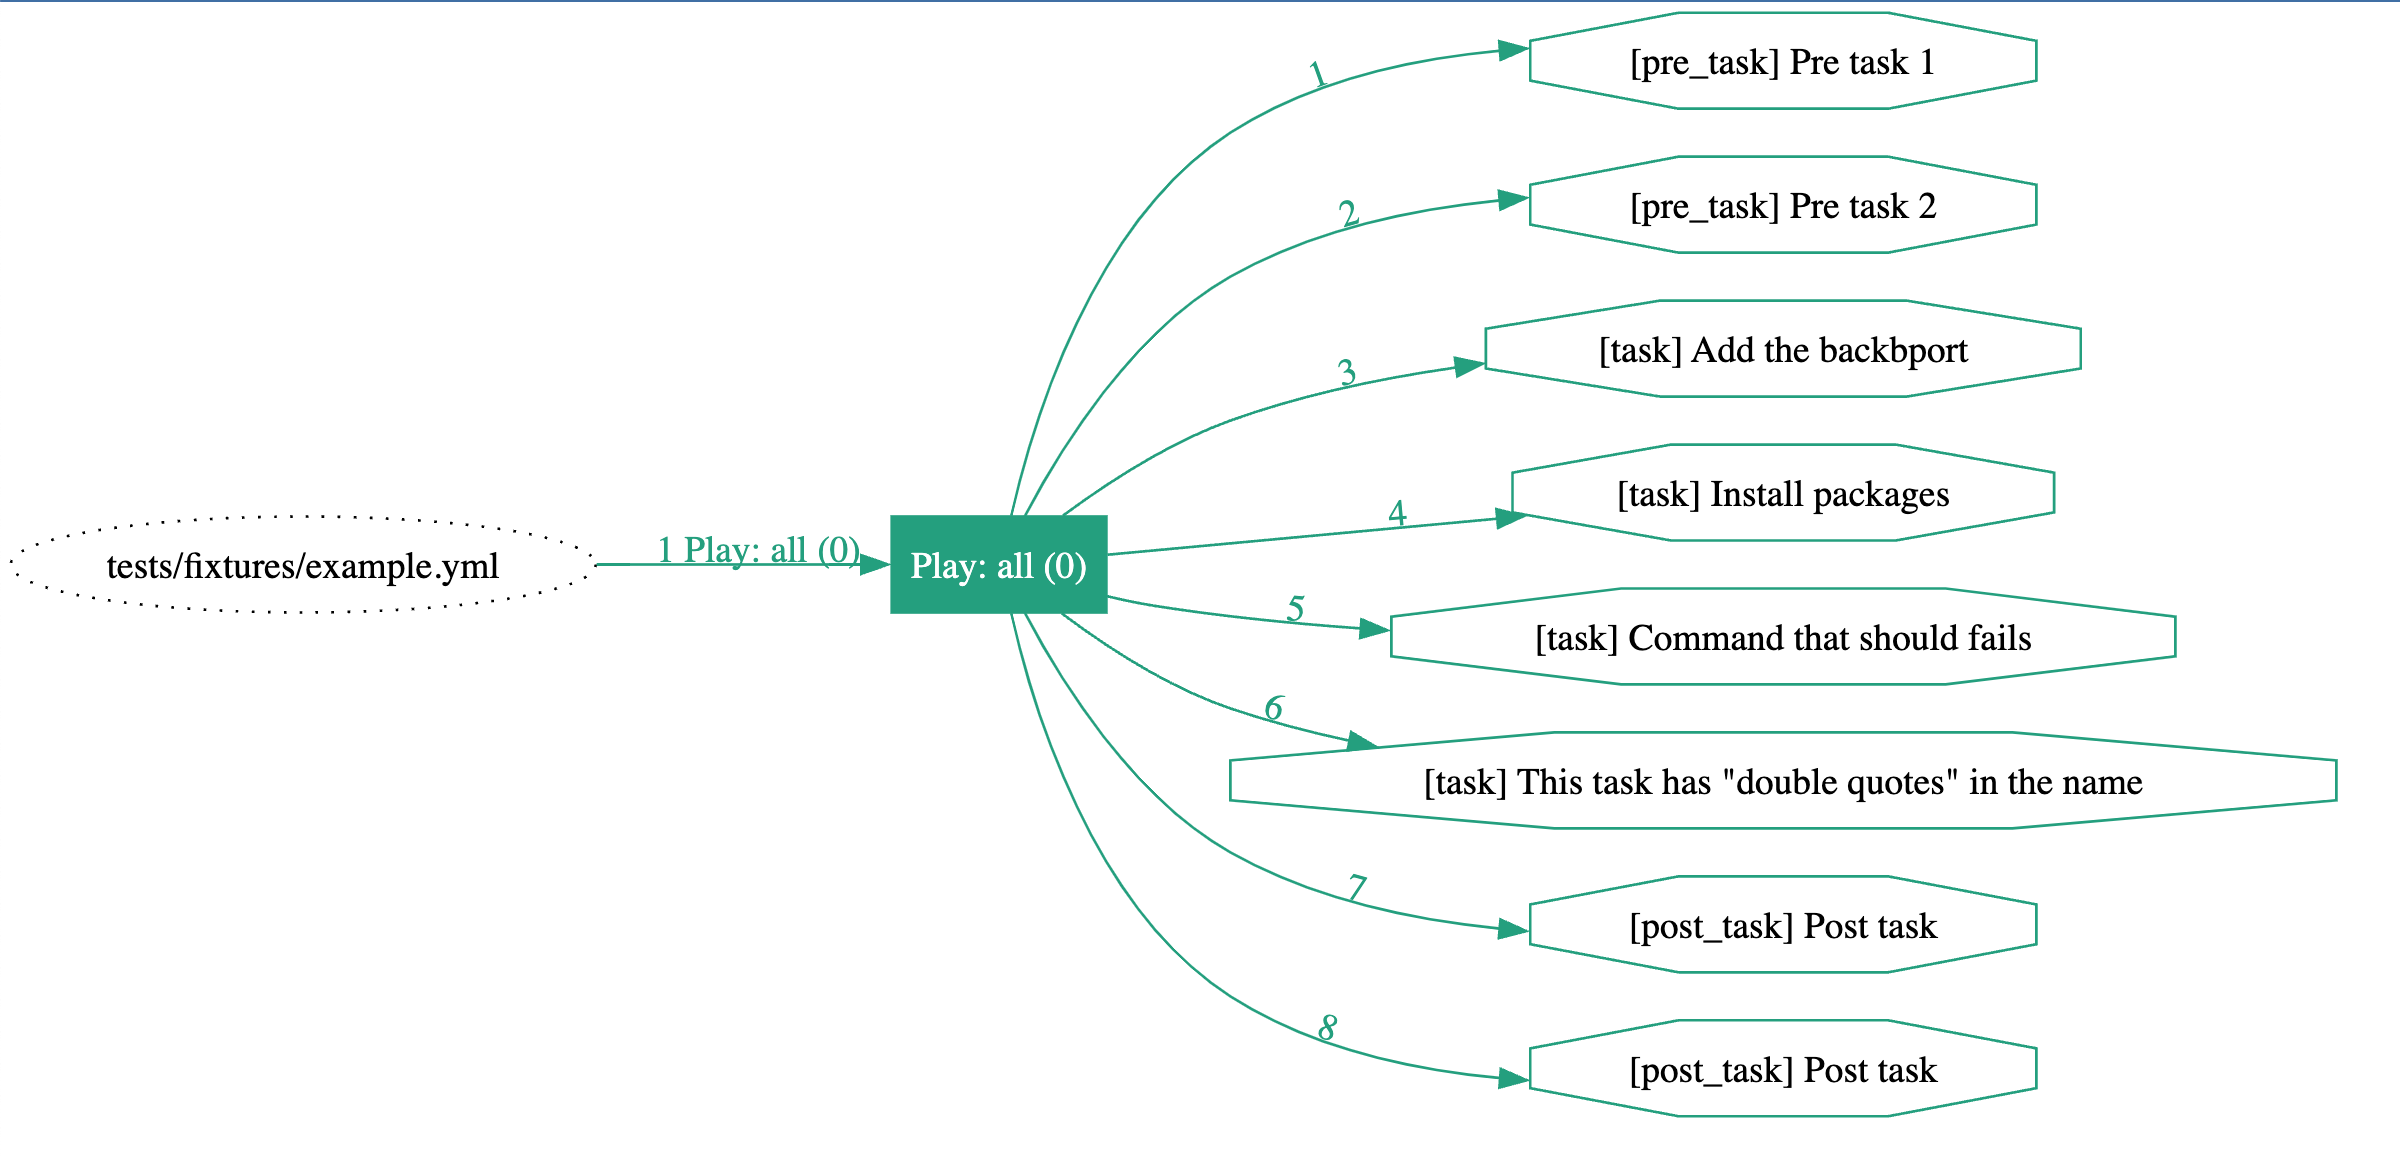 tests/fixtures/example.yml
1 Play: all (0)
Play: all (0)
1
[pre_task] Pre task 1
2
[pre_task] Pre task 2
3
[task] Add the backbport
4
[task] Install packages
5
[task] Command that should fails
6
[task] This task has "double quotes" in the name
7
[post_task] Post task
8
[post_task] Post task